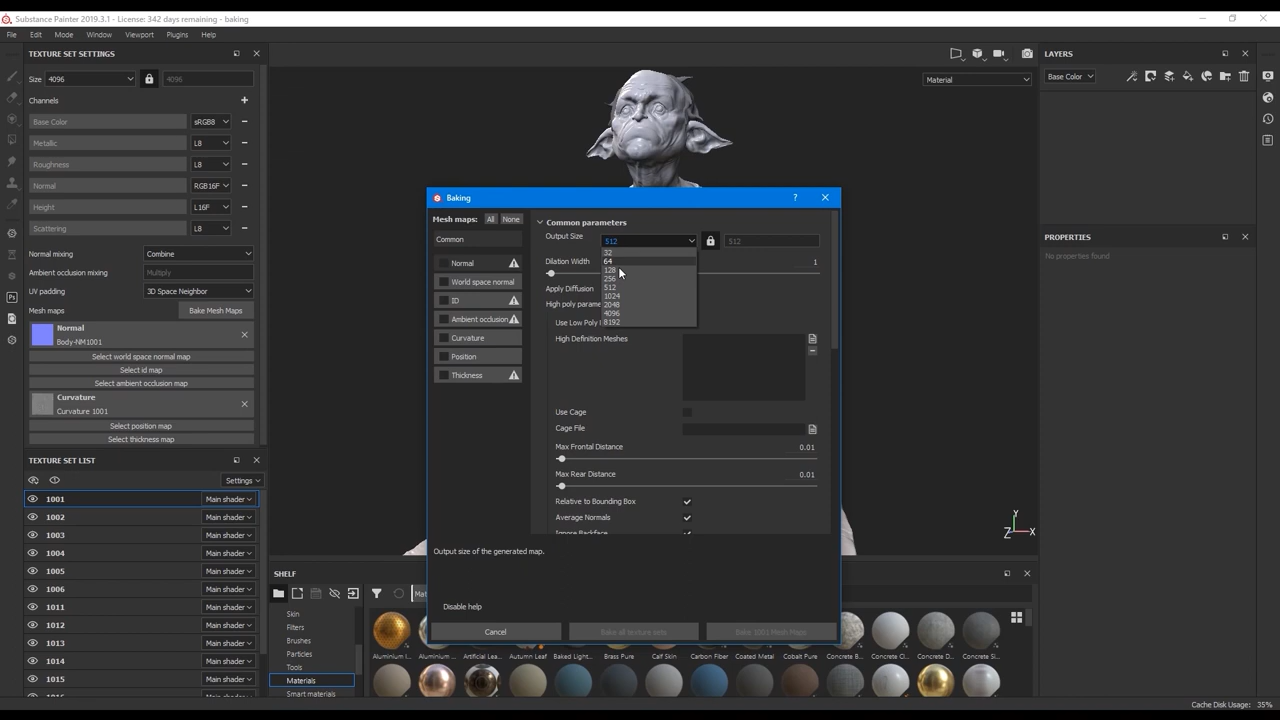 Substance Painter 2019.3.1 - License: 342 days remaining - baking
File Edit Mode Window Viewport Plugins Help
TEXTURE SET SETTINGS
Size 4096 4096
Channels
Base Color sRGB8
Metallic L8
Roughness L8
Normal RGB16F
Height L16F
Scattering L8
Normal mixing Combine
Ambient occlusion mixing Multiply
UV padding 3D Space Neighbor
Mesh maps Bake Mesh Maps
Normal
Body-NM1001
Select world space normal map
Select id map
Select ambient occlusion map
Curvature
Curvature 1001
Select position map
Select thickness map
TEXTURE SET LIST
Settings
1001 Main shader
1002 Main shader
1003 Main shader
1004 Main shader
1005 Main shader
1006 Main shader
1011 Main shader
1012 Main shader
1013 Main shader
1014 Main shader
1015 Main shader
1016 Main shader
Material
Baking ?
Mesh maps: All None
Common
Normal
World space normal
ID
Ambient occlusion
Curvature
Position
Thickness
Common parameters
Output Size 512 512
32
64
128
256
512
1024
2048
4096
8192
Dilation Width 1
Apply Diffusion
High poly parame
Use Low Poly
High Definition Meshes
Use Cage
Cage File
Max Frontal Distance 0.01
Max Rear Distance 0.01
Relative to Bounding Box
Average Normals
Ignore Backface
Output size of the generated map.
Disable help
Cancel Bake all texture sets Bake 1001 Mesh Maps
Y
Z X
SHELF
Mat
Skin
Filters
Brushes
Particles
Tools
Materials
Smart materials
Aluminium I... Aluminium ... Artificial Lea... Autumn Leaf Baked Light... Brass Pure Calf Skin Carbon Fiber Coated Metal Cobalt Pure Concrete B... Concrete C... Concrete D... Concrete Si...
LAYERS
Base Color
PROPERTIES
No properties found
Cache Disk Usage: 35%